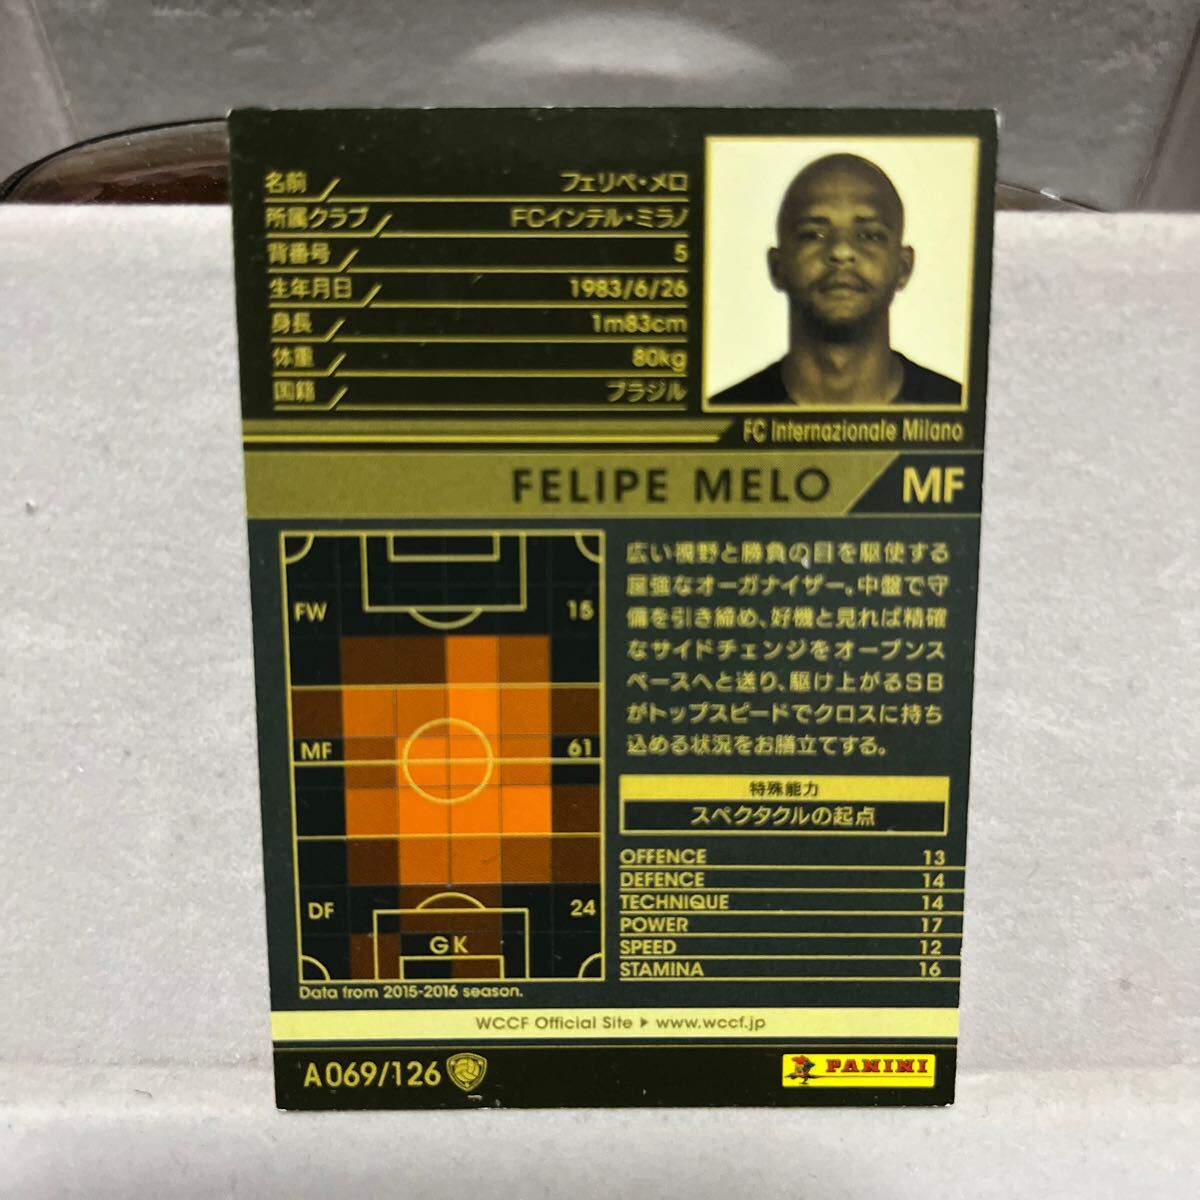 名前 フェリペ・メロ
所属クラブ FCインテル・ミラノ
背番号 5
生年月日 1983/6/26
身長 1m83cm
体重 80kg
国籍 ブラジル
FC Internazionale Milano
FELIPE MELO MF
FW 15
MF 61
DF 24
GK
Data from 2015-2016 season.
広い視野と勝負の目を駆使する
屈強なオーガナイザー。中盤で守
備を引き締め、好機と見れば精確
なサイドチェンジをオープンス
ペースへと送り、駆け上がるSB
がトップスピードでクロスに持ち
込める状況をお膳立てする。
特殊能力
スペクタクルの起点
OFFENCE 13
DEFENCE 14
TECHNIQUE 14
POWER 17
SPEED 12
STAMINA 16
WCCF Official Site ▶ www.wccf.jp
A069/126
PANINI